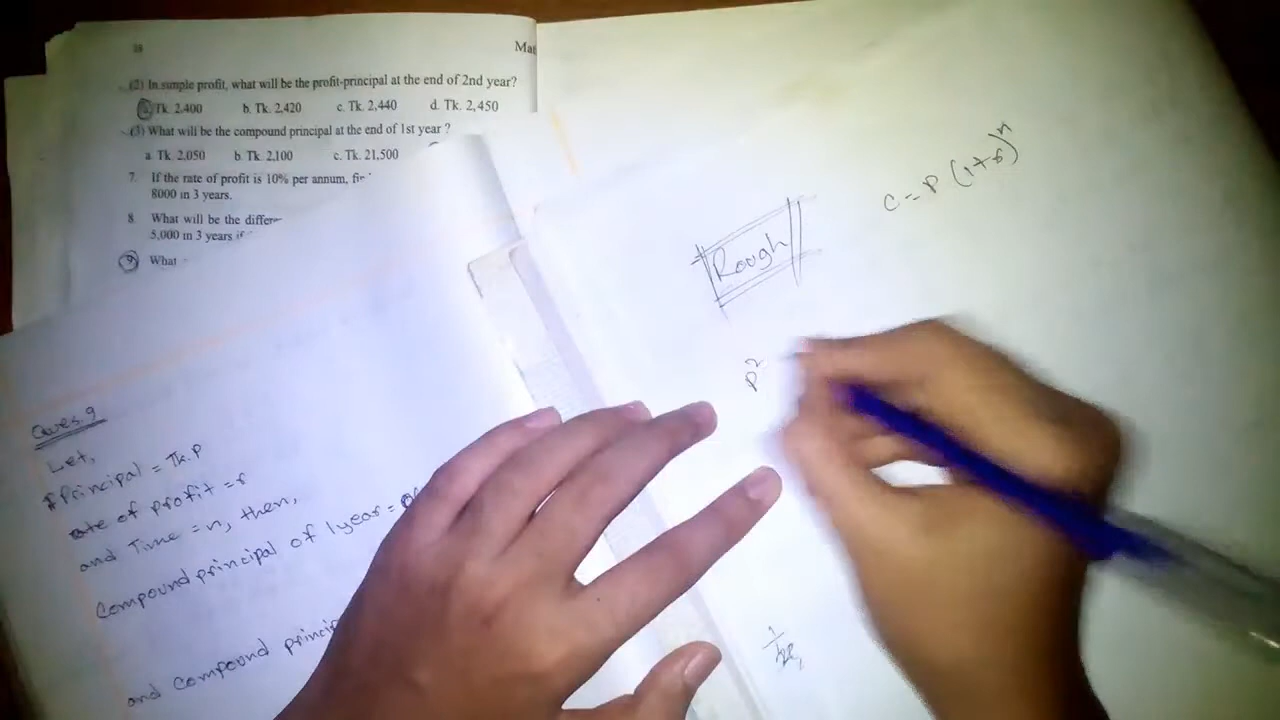 Mat
(2) In simple profit, what will be the profit-principal at the end of 2nd year?
Tk. 2,400 b. Tk. 2,420 c. Tk. 2,440 d. Tk. 2,450
(3) What will be the compound principal at the end of 1st year ?
a. Tk. 2,050 b. Tk. 2,100 c. Tk. 21,500
7. If the rate of profit is 10% per annum,
8000 in 3 years.
8. What will be the
5,000 in 3 years
9 What
Ques. 9
Let,
Principal = Tk. P
rate of profit = r
and Time = n, then,
Compound principal of 1 year =
and compound
C = P (1+r)^n
Rough
P²